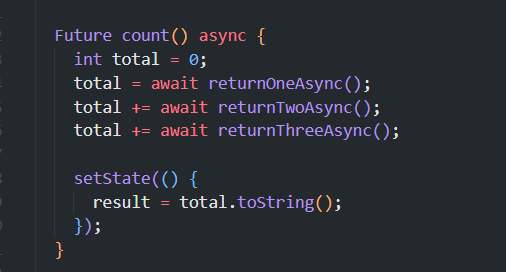 Future count() async {
int total = 0;
total = await returnOneAsync();
total += await returnTwoAsync();
total += await returnThreeAsync();
setState(() {
result = total.toString();
});
}